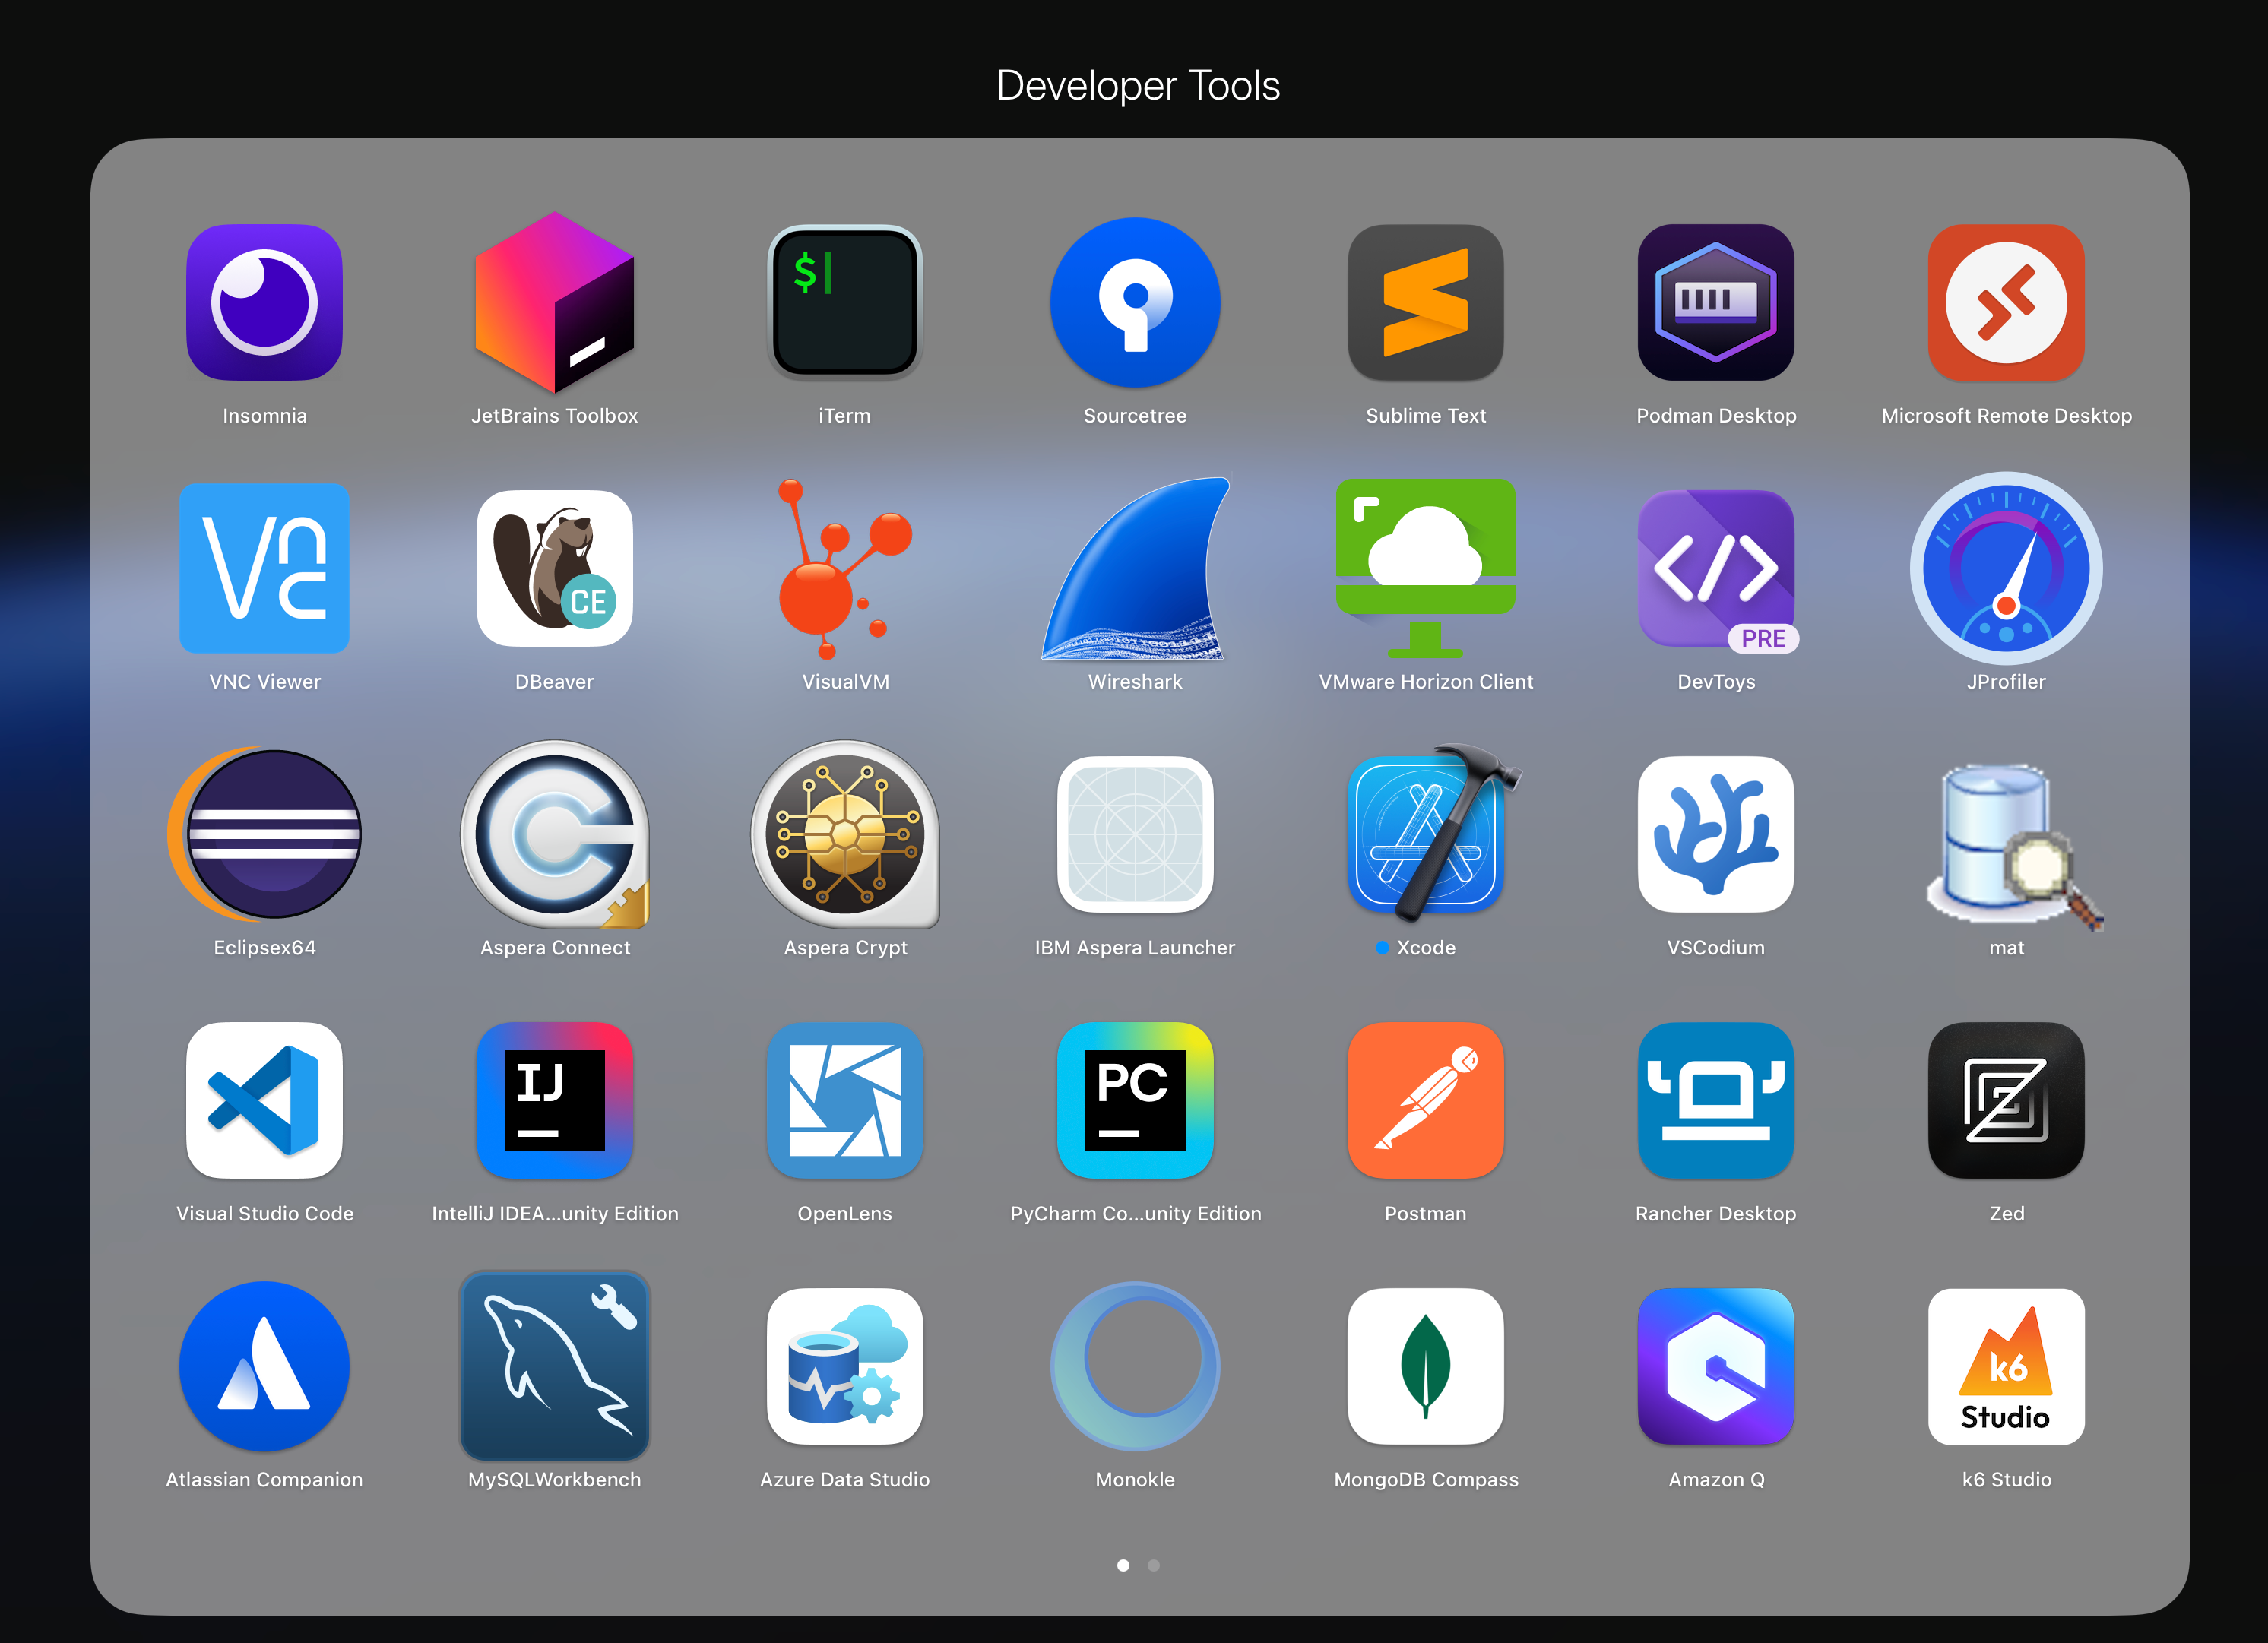 Developer Tools
$
Insomnia
JetBrains Toolbox
iTerm
Sourcetree
Sublime Text
Podman Desktop
Microsoft Remote Desktop
VNC
CE
PRE
VNC Viewer
DBeaver
VisualVM
Wireshark
VMware Horizon Client
DevToys
JProfiler
Eclipsex64
Aspera Connect
Aspera Crypt
IBM Aspera Launcher
Xcode
VSCodium
mat
IJ
PC
Visual Studio Code
IntelliJ IDEA...unity Edition
OpenLens
PyCharm Co...unity Edition
Postman
Rancher Desktop
Zed
k6
Studio
Atlassian Companion
MySQLWorkbench
Azure Data Studio
Monokle
MongoDB Compass
Amazon Q
k6 Studio